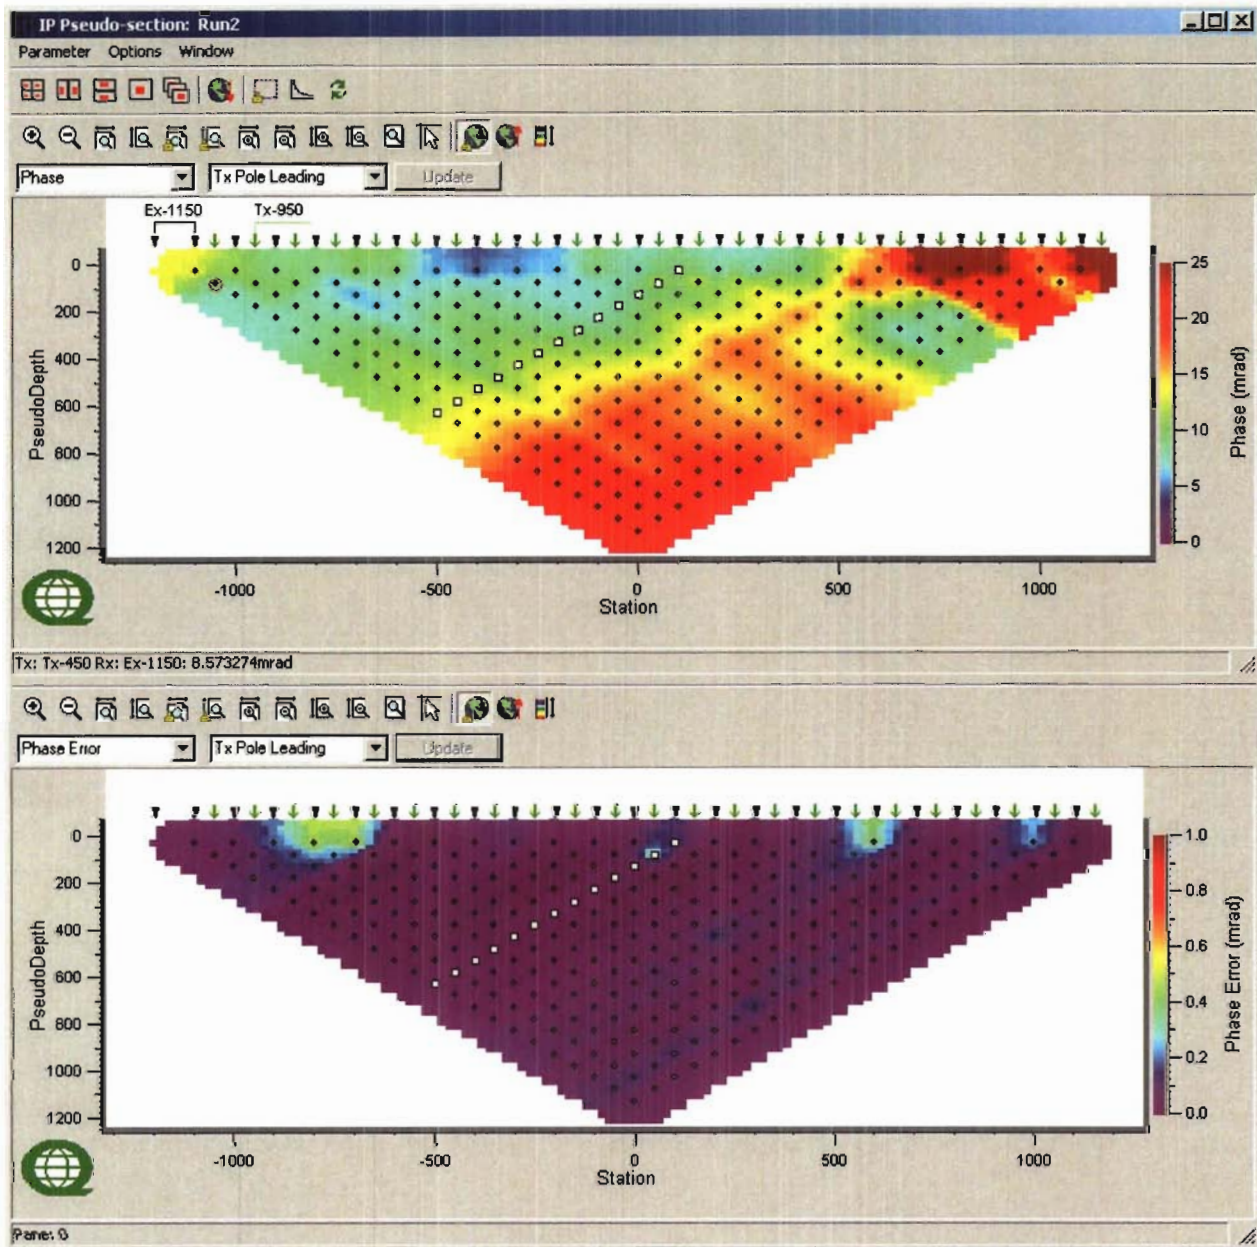 IP Pseudo-section: Run2
Parameter Options Window
Phase Tx Pole Leading Update
Ex-1150 Tx-950
0
200
400
600
800
1000
1200
PseudoDepth
-1000 -500 0 500 1000
Station
25
20
15
10
5
0
Phase (mrad)
Tx: Tx-450 Rx: Ex-1150: 8.573274mrad
Phase Error Tx Pole Leading Update
0
200
400
600
800
1000
1200
PseudoDepth
-1000 -500 0 500 1000
Station
1.0
0.8
0.6
0.4
0.2
0.0
Phase Error (mrad)
Pane: 0